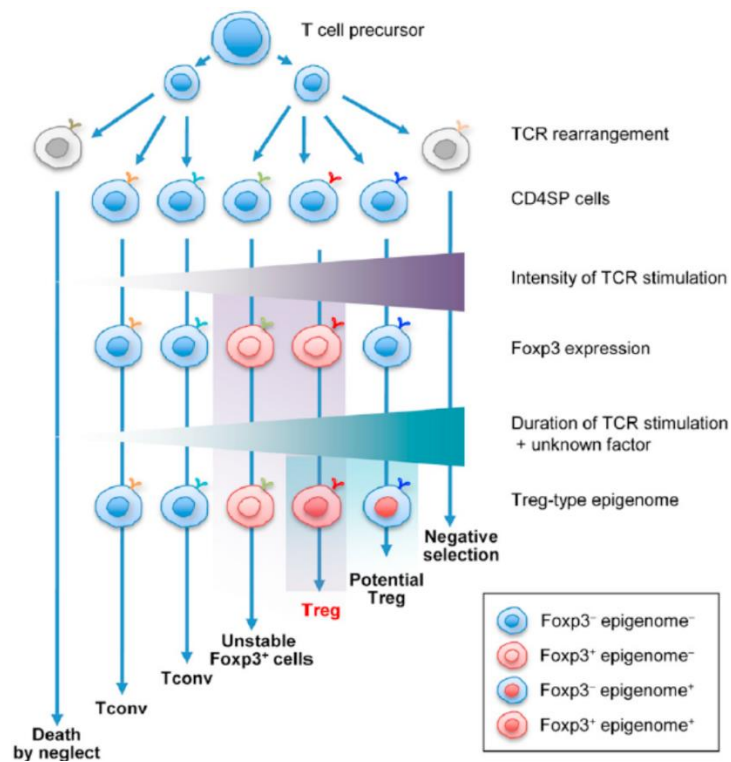 T cell precursor
TCR rearrangement
CD4SP cells
Intensity of TCR stimulation
Foxp3 expression
Duration of TCR stimulation
+ unknown factor
Treg-type epigenome
Negative
selection
Potential
Treg
Treg
Unstable
Foxp3⁺ cells
Tconv
Tconv
Death
by neglect
Foxp3⁻ epigenome⁻
Foxp3⁺ epigenome⁻
Foxp3⁻ epigenome⁺
Foxp3⁺ epigenome⁺